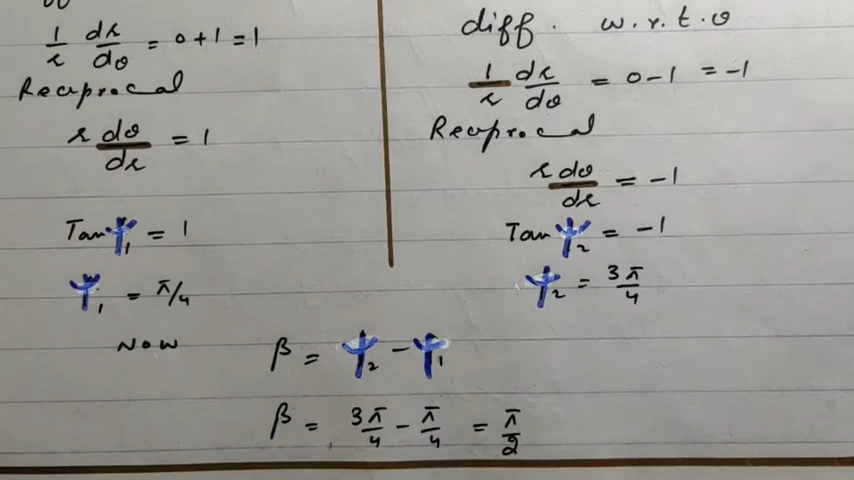 1/r dr/dθ = 0+1 = 1
Reciprocal
r dθ/dr = 1
Tan ψ₁ = 1
ψ₁ = π/4
diff. w.r.t. θ
1/r dr/dθ = 0-1 = -1
Reciprocal
r dθ/dr = -1
Tan ψ₂ = -1
ψ₂ = 3π/4
Now
β = ψ₂ - ψ₁
β = 3π/4 - π/4 = π/2